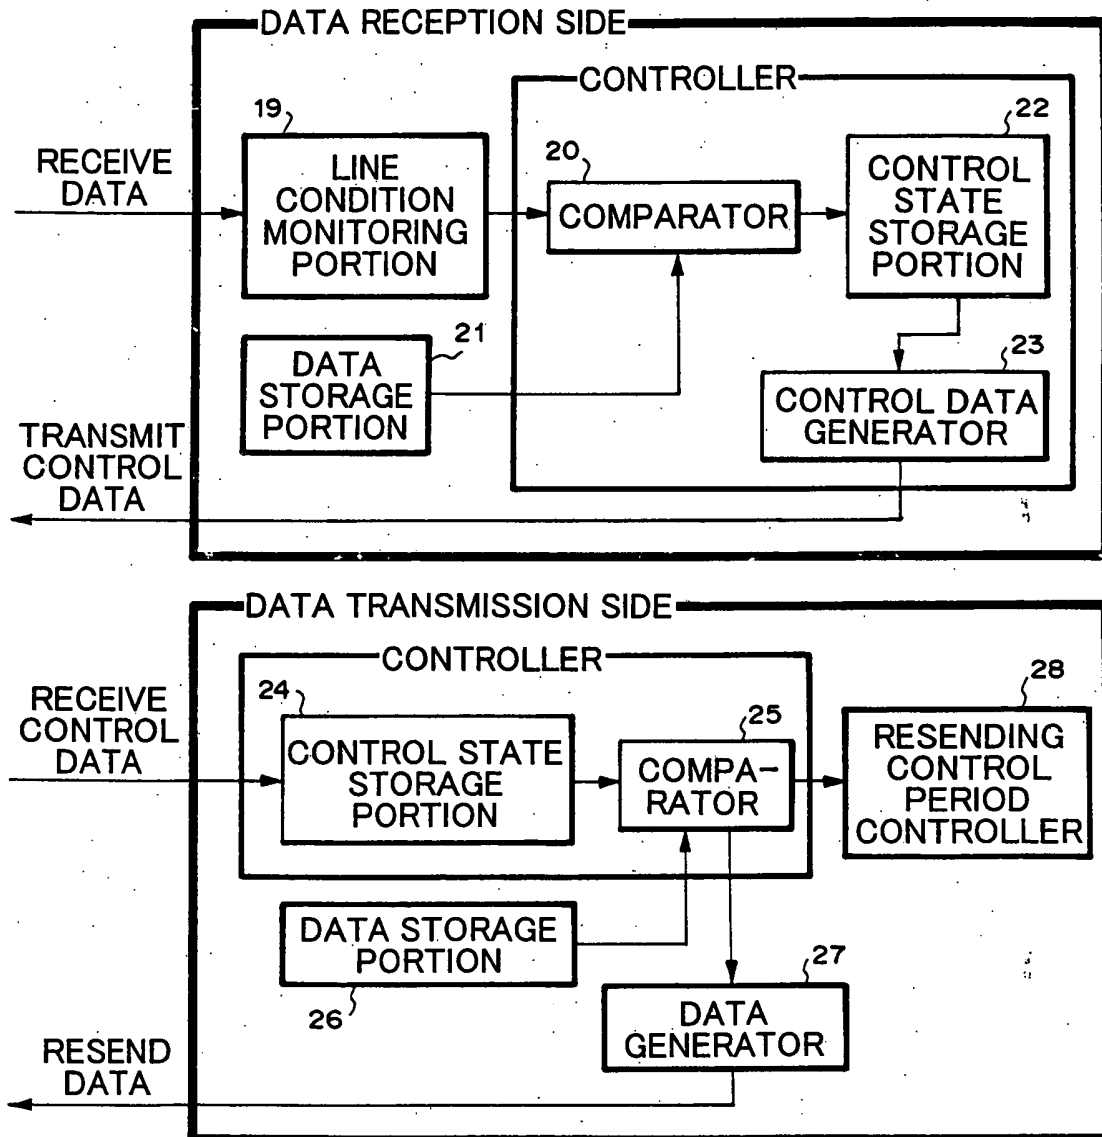 DATA RECEPTION SIDE
CONTROLLER
19
22
RECEIVE
DATA
LINE
CONDITION
MONITORING
PORTION
20
COMPARATOR
CONTROL
STATE
STORAGE
PORTION
21
DATA
STORAGE
PORTION
23
CONTROL DATA
GENERATOR
TRANSMIT
CONTROL
DATA
DATA TRANSMISSION SIDE
CONTROLLER
RECEIVE
CONTROL
DATA
24
CONTROL STATE
STORAGE
PORTION
25
COMPA-
RATOR
28
RESENDING
CONTROL
PERIOD
CONTROLLER
DATA STORAGE
PORTION
26
27
DATA
GENERATOR
RESEND
DATA